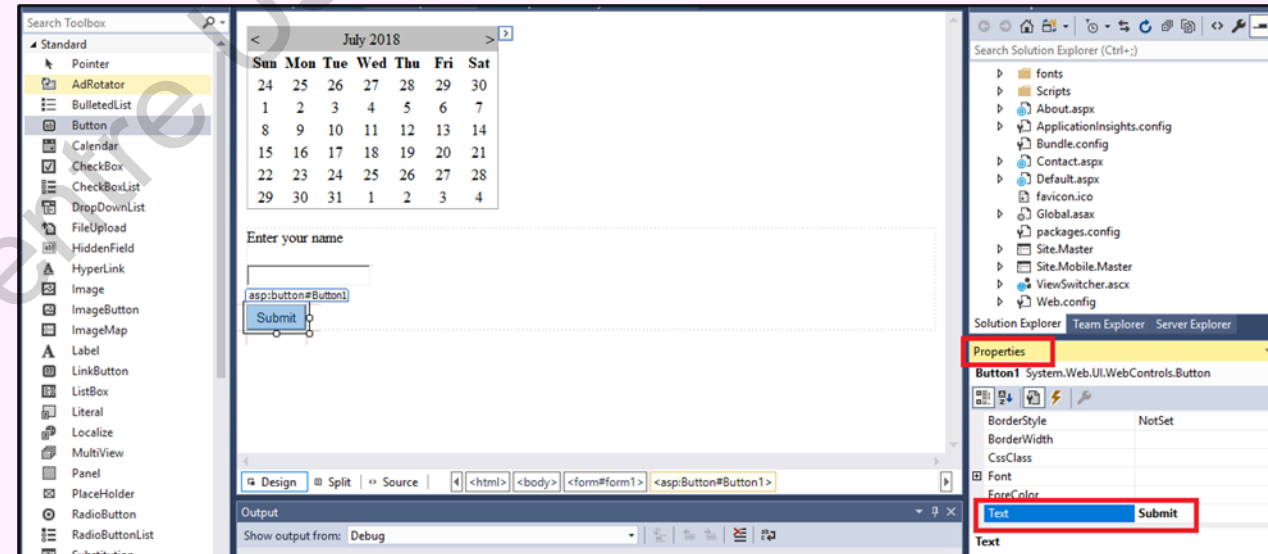 Search Toolbox
Standard
Pointer
AdRotator
BulletedList
Button
Calendar
CheckBox
CheckBoxList
DropDownList
FileUpload
HiddenField
HyperLink
Image
ImageButton
ImageMap
Label
LinkButton
ListBox
Literal
Localize
MultiView
Panel
PlaceHolder
RadioButton
RadioButtonList
Substitution
< July 2018 >
Sun Mon Tue Wed Thu Fri Sat
24 25 26 27 28 29 30
1 2 3 4 5 6 7
8 9 10 11 12 13 14
15 16 17 18 19 20 21
22 23 24 25 26 27 28
29 30 31 1 2 3 4
Enter your name
asp:button#Button1
Submit
Design Split Source <html> <body> <form#form1> <asp:Button#Button1>
Output
Show output from: Debug
Search Solution Explorer (Ctrl+;)
fonts
Scripts
About.aspx
ApplicationInsights.config
Bundle.config
Contact.aspx
Default.aspx
favicon.ico
Global.asax
packages.config
Site.Master
Site.Mobile.Master
ViewSwitcher.ascx
Web.config
Solution Explorer Team Explorer Server Explorer
Properties
Button1 System.Web.UI.WebControls.Button
BorderStyle NotSet
BorderWidth
CssClass
Font
ForeColor
Text Submit
Text
entre